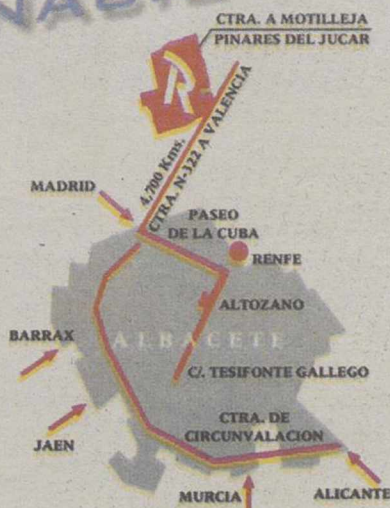 CTRA. A MOTILLEJA
PINARES DEL JUCAR
R
4,700 Kms.
CTRA. N-322 A VALENCIA
MADRID
PASEO
DE LA CUBA
RENFE
ALTOZANO
BARRAX
ALBACETE
C/. TESIFONTE GALLEGO
CTRA. DE
CIRCUNVALACION
JAEN
MURCIA
ALICANTE